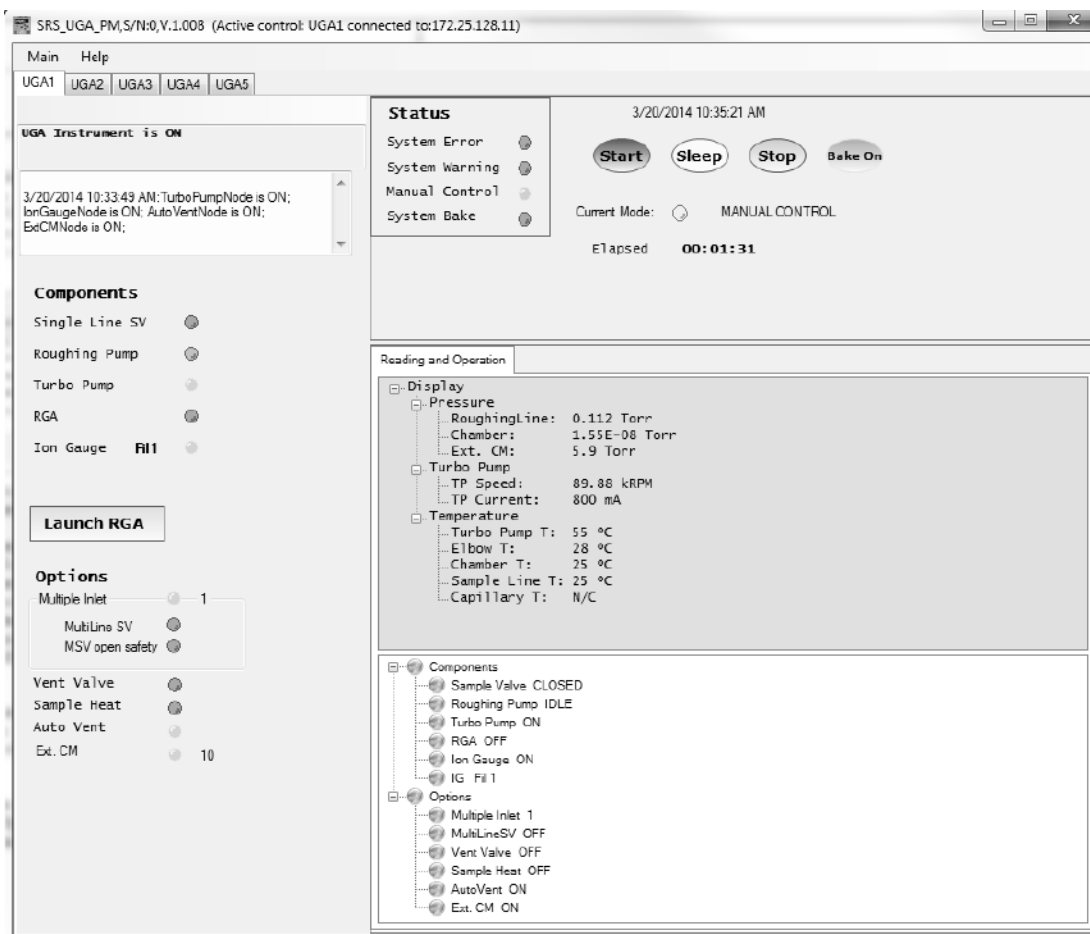 SRS_UGA_PM,S/N:0,V.1.008 (Active control: UGA1 connected to:172.25.128.11)
Main Help
UGA1 UGA2 UGA3 UGA4 UGA5
UGA Instrument is ON
3/20/2014 10:33:49 AM:TurboPumpNode is ON;
IonGaugeNode is ON; AutoVentNode is ON;
ExtCMNode is ON;
Components
Single Line SV
Roughing Pump
Turbo Pump
RGA
Ion Gauge Fil1
Launch RGA
Options
Multiple Inlet 1
MultiLine SV
MSV open safety
Vent Valve
Sample Heat
Auto Vent
Ext. CM 10
Status
System Error
System Warning
Manual Control
System Bake
3/20/2014 10:35:21 AM
Start Sleep Stop Bake On
Current Mode: MANUAL CONTROL
Elapsed 00:01:31
Reading and Operation
Display
Pressure
RoughingLine: 0.112 Torr
Chamber: 1.55E-08 Torr
Ext. CM: 5.9 Torr
Turbo Pump
TP Speed: 89.88 kRPM
TP Current: 800 mA
Temperature
Turbo Pump T: 55 ºC
Elbow T: 28 ºC
Chamber T: 25 ºC
Sample Line T: 25 ºC
Capillary T: N/C
Components
Sample Valve CLOSED
Roughing Pump IDLE
Turbo Pump ON
RGA OFF
Ion Gauge ON
IG Fil 1
Options
Multiple Inlet 1
MultiLineSV OFF
Vent Valve OFF
Sample Heat OFF
AutoVent ON
Ext. CM ON